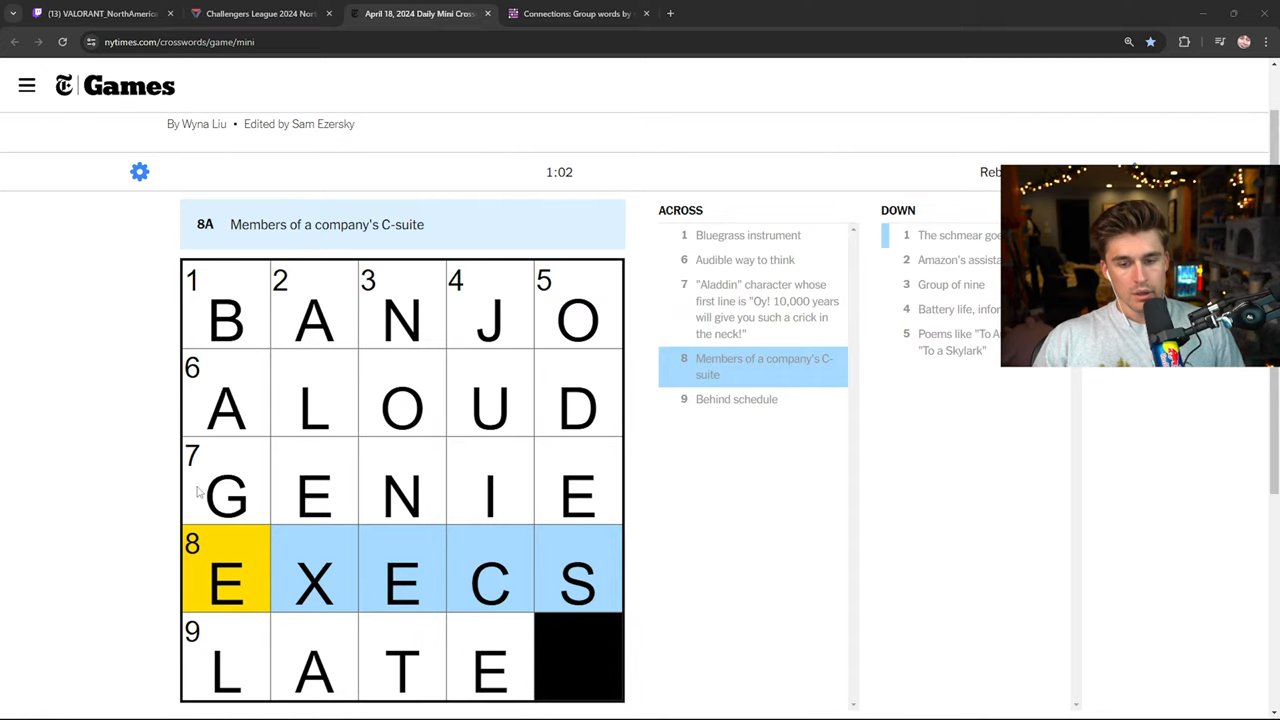 (13) VALORANT_NorthAmerica
Challengers League 2024 Nort
April 18, 2024 Daily Mini Cross
Connections: Group words by
nytimes.com/crosswords/game/mini
Games
By Wyna Liu • Edited by Sam Ezersky
1:02
8A Members of a company's C-suite
1 2 3 4 5
B A N J O
6
A L O U D
7
G E N I E
8
E X E C S
9
L A T E
ACROSS
1 Bluegrass instrument
6 Audible way to think
7 "Aladdin" character whose
first line is "Oy! 10,000 years
will give you such a crick in
the neck!"
8 Members of a company's C-
suite
9 Behind schedule
DOWN
1 The schmear goe
2 Amazon's assista
3 Group of nine
4 Battery life, infor
5 Poems like "To A
"To a Skylark"